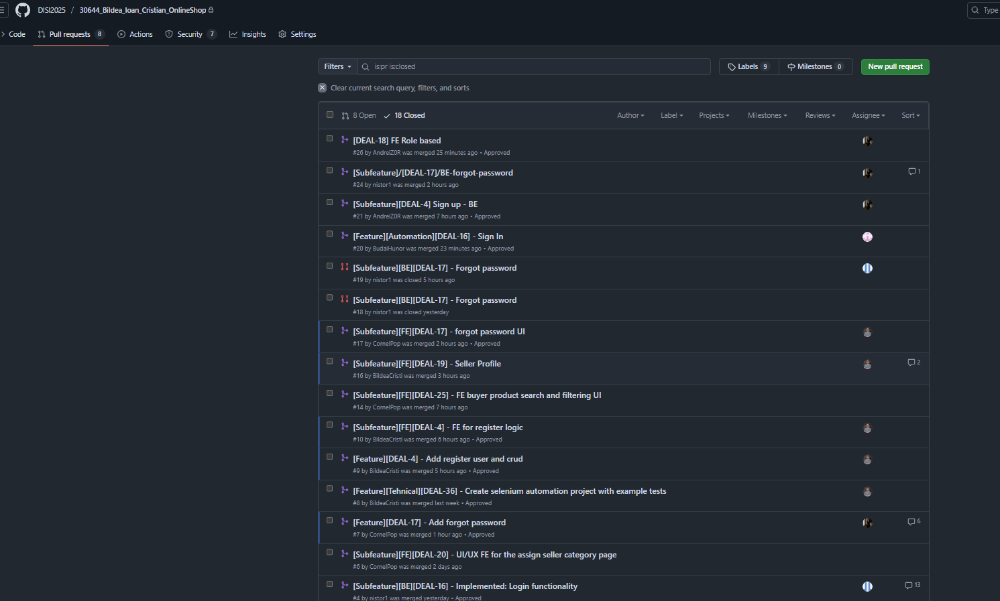 DISI2025 / 30644_Bildea_Ioan_Cristian_OnlineShop
Type
Code
Pull requests 8
Actions
Security 7
Insights
Settings
Filters
is:pr is:closed
Labels 9
Milestones 0
New pull request
Clear current search query, filters, and sorts
8 Open
18 Closed
Author
Label
Projects
Milestones
Reviews
Assignee
Sort
[DEAL-18] FE Role based
#26 by AndreiZ0R was merged 25 minutes ago • Approved
[Subfeature]/[DEAL-17]/BE-forgot-password
1
#24 by nistor1 was merged 2 hours ago
[Subfeature][DEAL-4] Sign up - BE
#21 by AndreiZ0R was merged 7 hours ago • Approved
[Feature][Automation][DEAL-16] - Sign In
#20 by BudaiHunor was merged 23 minutes ago • Approved
[Subfeature][BE][DEAL-17] - Forgot password
#19 by nistor1 was closed 5 hours ago
[Subfeature][BE][DEAL-17] - Forgot password
#18 by nistor1 was closed yesterday
[Subfeature][FE][DEAL-17] - forgot password UI
#17 by CornelPop was merged 2 hours ago • Approved
[Subfeature][FE][DEAL-19] - Seller Profile
2
#16 by BildeaCristi was merged 3 hours ago
[Subfeature][FE][DEAL-25] - FE buyer product search and filtering UI
#14 by CornelPop was merged 7 hours ago
[Subfeature][FE][DEAL-4] - FE for register logic
#10 by BildeaCristi was merged 6 hours ago • Approved
[Feature][DEAL-4] - Add register user and crud
#9 by BildeaCristi was merged 5 hours ago • Approved
[Feature][Tehnical][DEAL-36] - Create selenium automation project with example tests
#8 by BildeaCristi was merged last week • Approved
[Feature][DEAL-17] - Add forgot password
6
#7 by CornelPop was merged 1 hour ago • Approved
[Subfeature][FE][DEAL-20] - UI/UX FE for the assign seller category page
#6 by CornelPop was merged 2 days ago
[Subfeature][BE][DEAL-16] - Implemented: Login functionality
13
#4 by nistor1 was merged yesterday • Approved